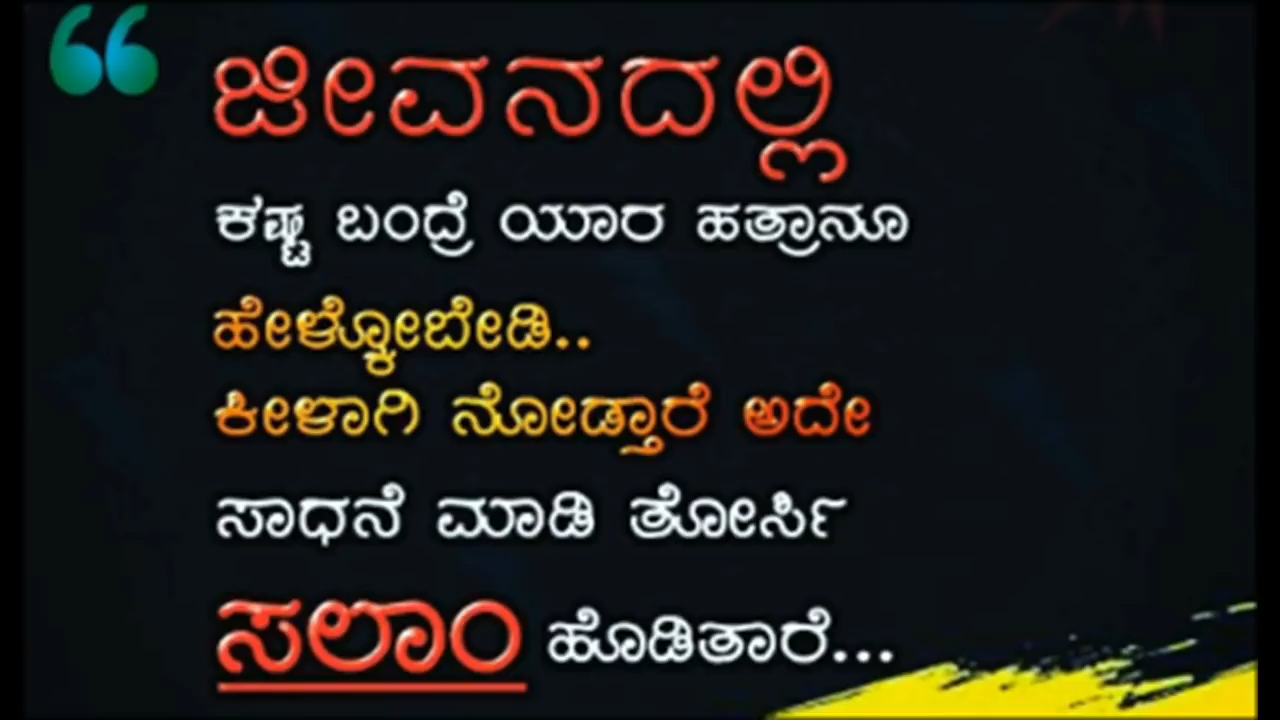 “
ಜೀವನದಲ್ಲಿ
ಕಷ್ಟ ಬಂದ್ರೆ ಯಾರ ಹತ್ರಾನೂ
ಹೇಳ್ಕೋಬೇಡಿ..
ಕೀಳಾಗಿ ನೋಡ್ತಾರೆ ಅದೇ
ಸಾಧನೆ ಮಾಡಿ ತೋರ್ಸಿ
ಸಲಾಂ ಹೊಡಿತಾರೆ...